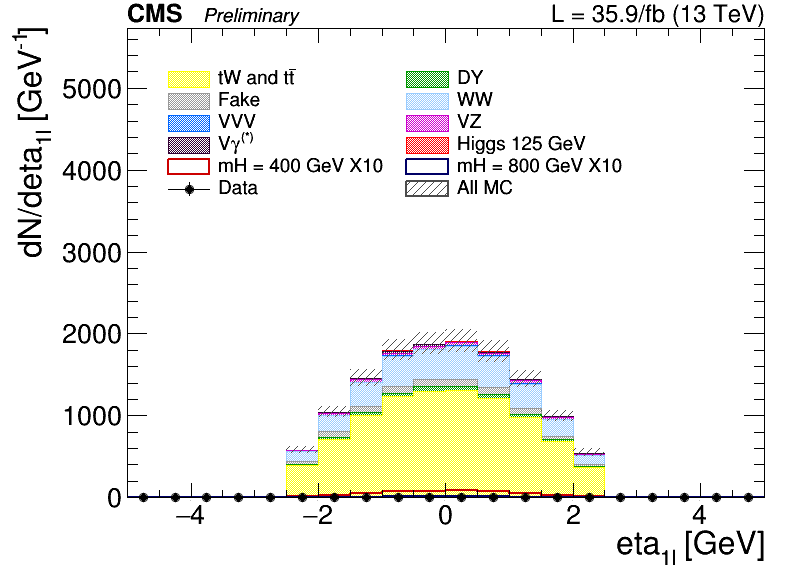 CMS Preliminary L = 35.9/fb (13 TeV)
dN/deta1l [GeV-1]
tW and tt̄ DY
Fake WW
VVV VZ
Vγ(*) Higgs 125 GeV
mH = 400 GeV X10 mH = 800 GeV X10
Data All MC
5000
4000
3000
2000
1000
0
−4 −2 0 2 4
eta1l [GeV]